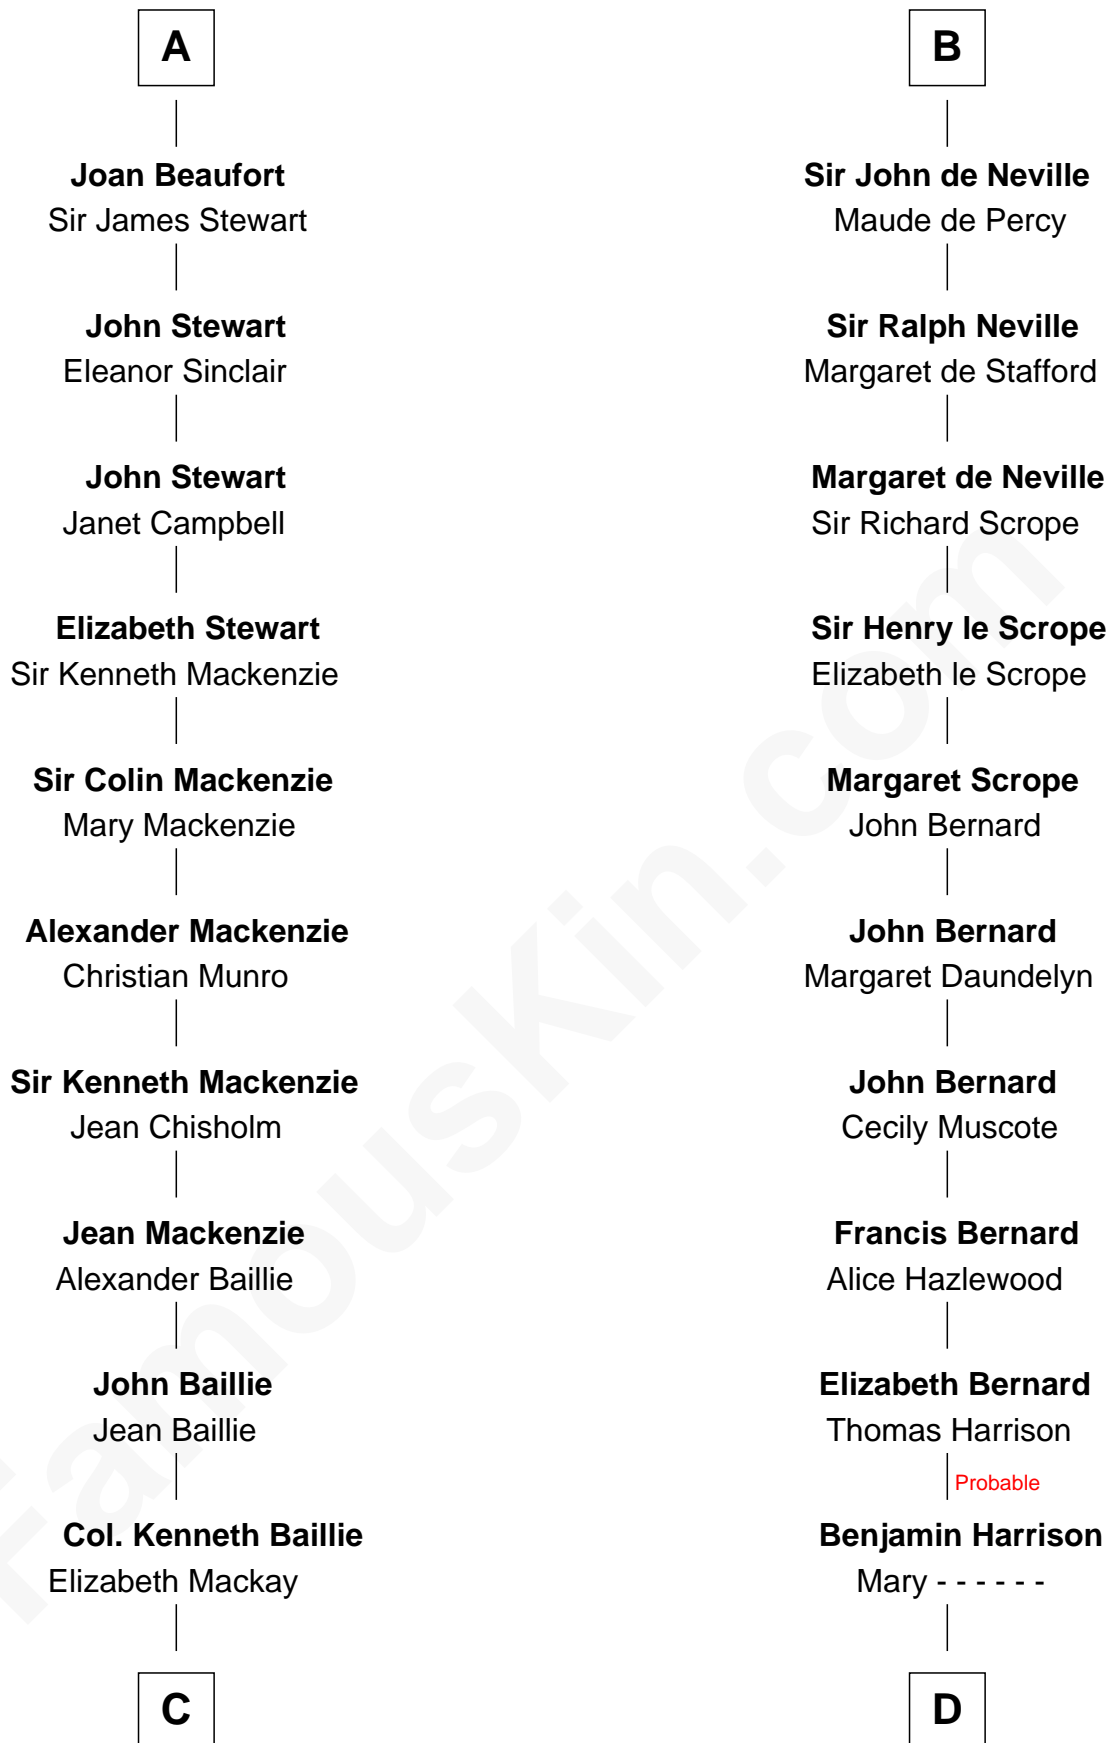 A
Joan Beaufort
Sir James Stewart
John Stewart
Eleanor Sinclair
John Stewart
Janet Campbell
Elizabeth Stewart
Sir Kenneth Mackenzie
Sir Colin Mackenzie
Mary Mackenzie
Alexander Mackenzie
Christian Munro
Sir Kenneth Mackenzie
Jean Chisholm
Jean Mackenzie
Alexander Baillie
John Baillie
Jean Baillie
Col. Kenneth Baillie
Elizabeth Mackay
C
B
Sir John de Neville
Maude de Percy
Sir Ralph Neville
Margaret de Stafford
Margaret de Neville
Sir Richard Scrope
Sir Henry le Scrope
Elizabeth le Scrope
Margaret Scrope
John Bernard
John Bernard
Margaret Daundelyn
John Bernard
Cecily Muscote
Francis Bernard
Alice Hazlewood
Elizabeth Bernard
Thomas Harrison
Probable
Benjamin Harrison
Mary - - - - - -
D
FamousKin.com